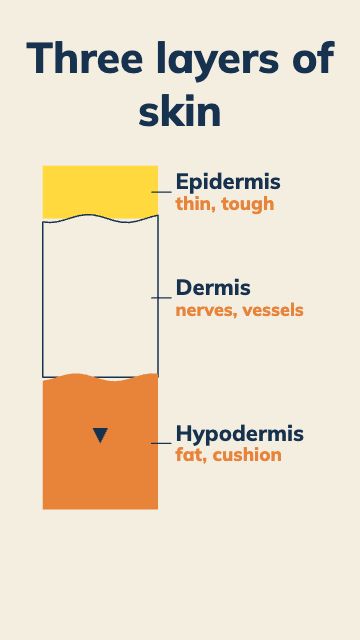 Three layers of
skin
Epidermis
thin, tough
Dermis
nerves, vessels
Hypodermis
fat, cushion